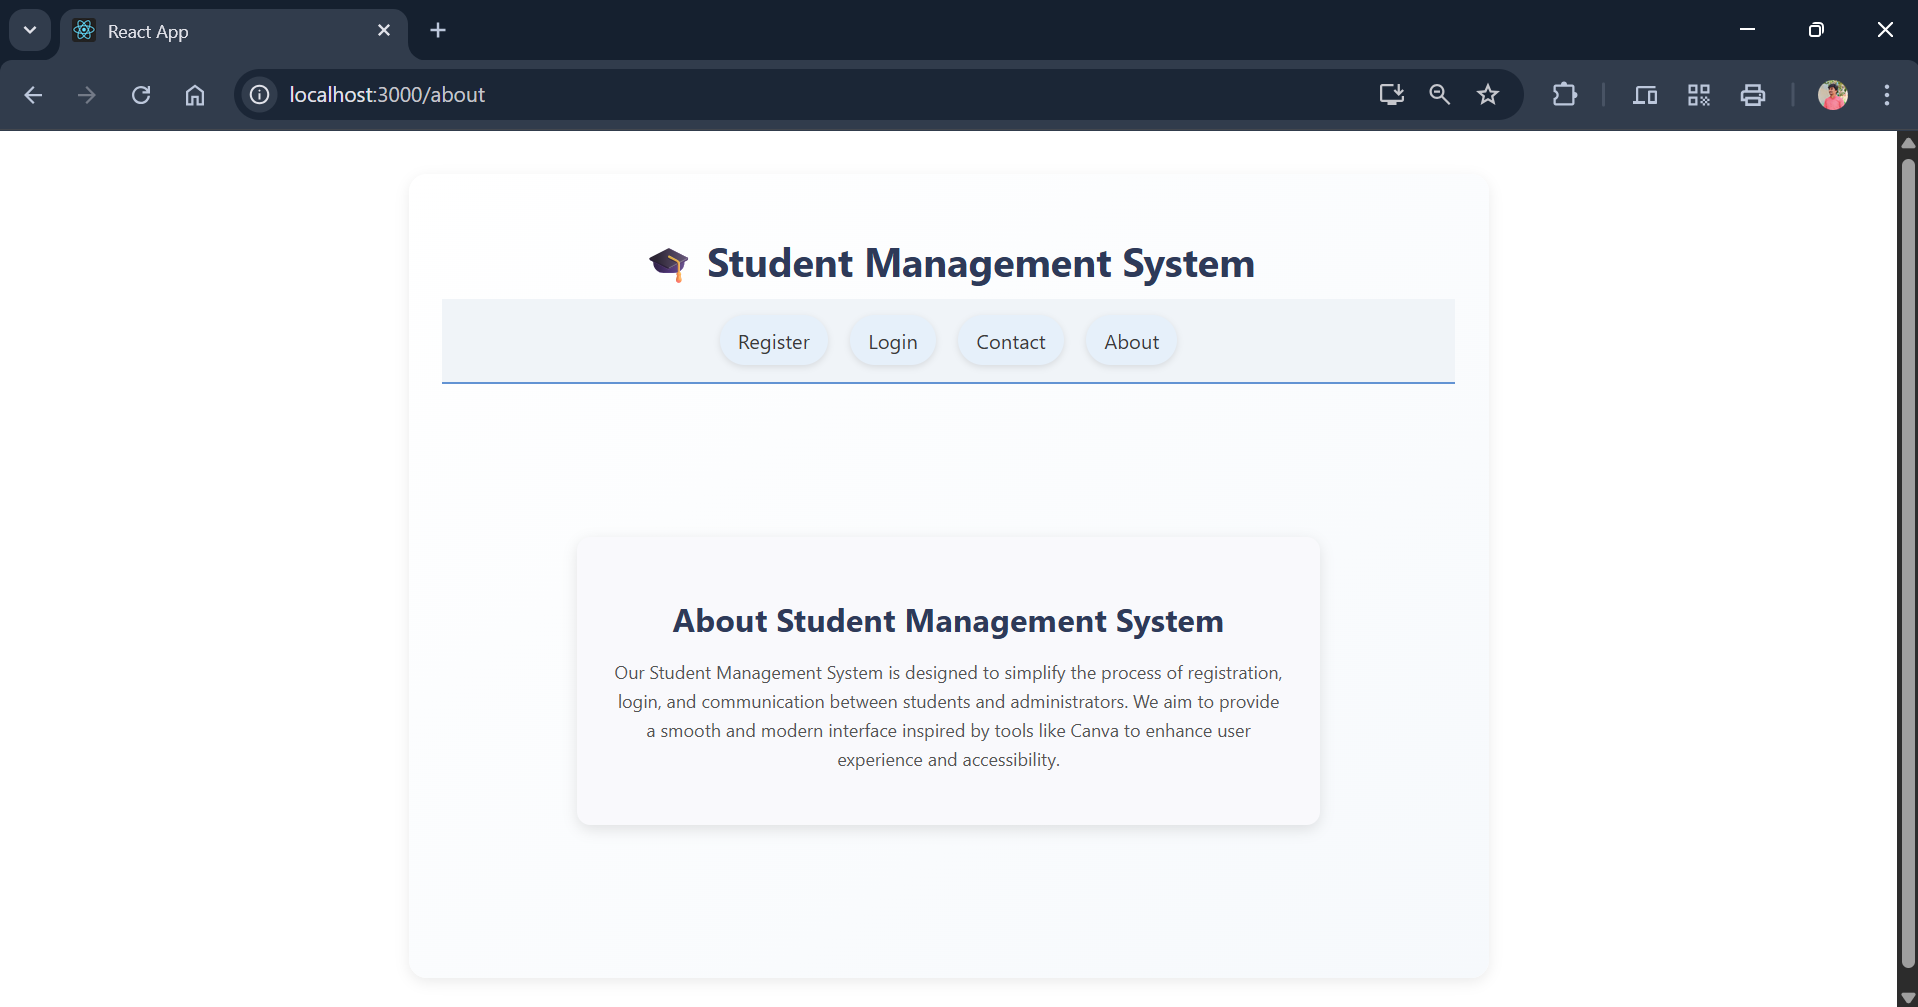 React App
localhost:3000/about
🎓 Student Management System
Register Login Contact About
About Student Management System
Our Student Management System is designed to simplify the process of registration,
login, and communication between students and administrators. We aim to provide
a smooth and modern interface inspired by tools like Canva to enhance user
experience and accessibility.